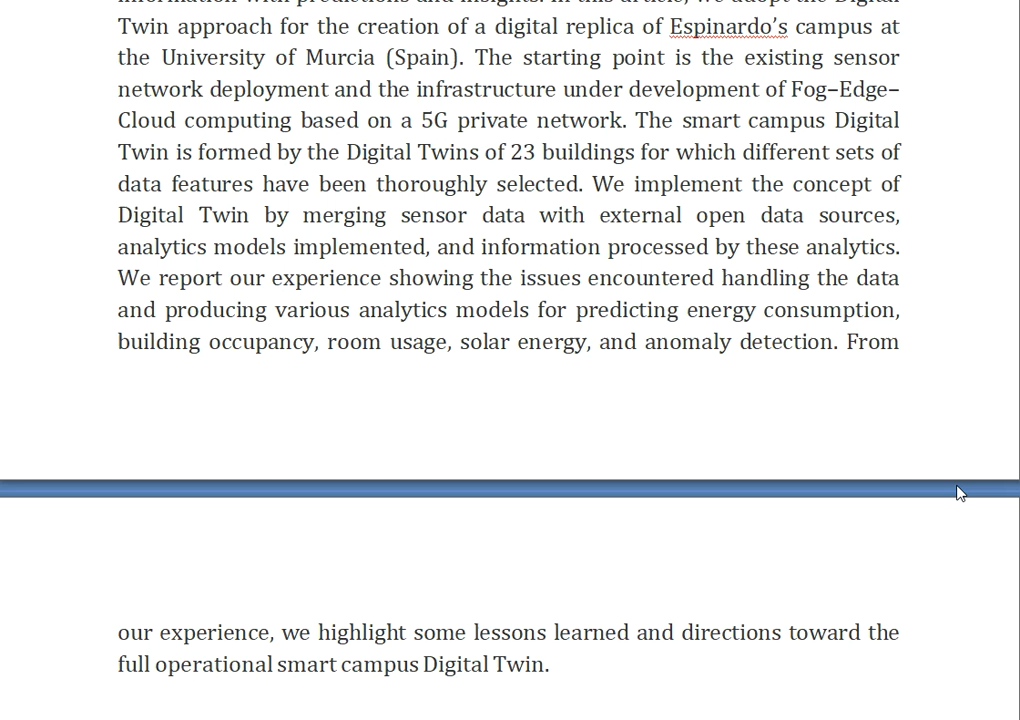 Twin approach for the creation of a digital replica of Espinardo’s campus at
the University of Murcia (Spain). The starting point is the existing sensor
network deployment and the infrastructure under development of Fog–Edge–
Cloud computing based on a 5G private network. The smart campus Digital
Twin is formed by the Digital Twins of 23 buildings for which different sets of
data features have been thoroughly selected. We implement the concept of
Digital Twin by merging sensor data with external open data sources,
analytics models implemented, and information processed by these analytics.
We report our experience showing the issues encountered handling the data
and producing various analytics models for predicting energy consumption,
building occupancy, room usage, solar energy, and anomaly detection. From
our experience, we highlight some lessons learned and directions toward the
full operational smart campus Digital Twin.